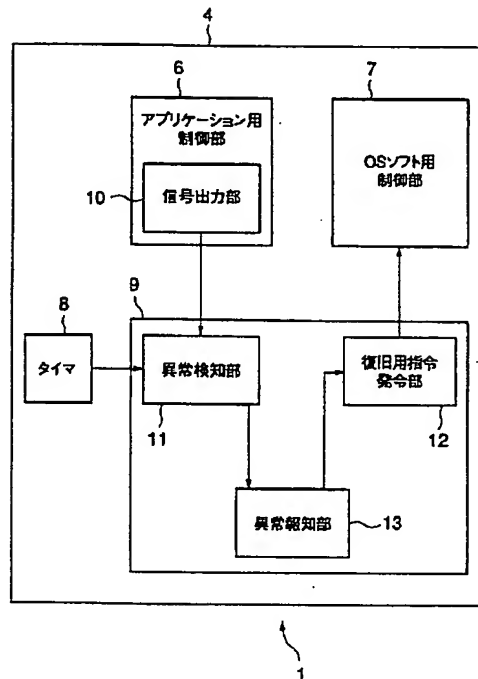 4
6
7
アプリケーション用
制御部
OSソフト用
制御部
10
信号出力部
9
8
タイマ
異常検知部
復旧用指令
発令部
11
12
異常報知部
13
1